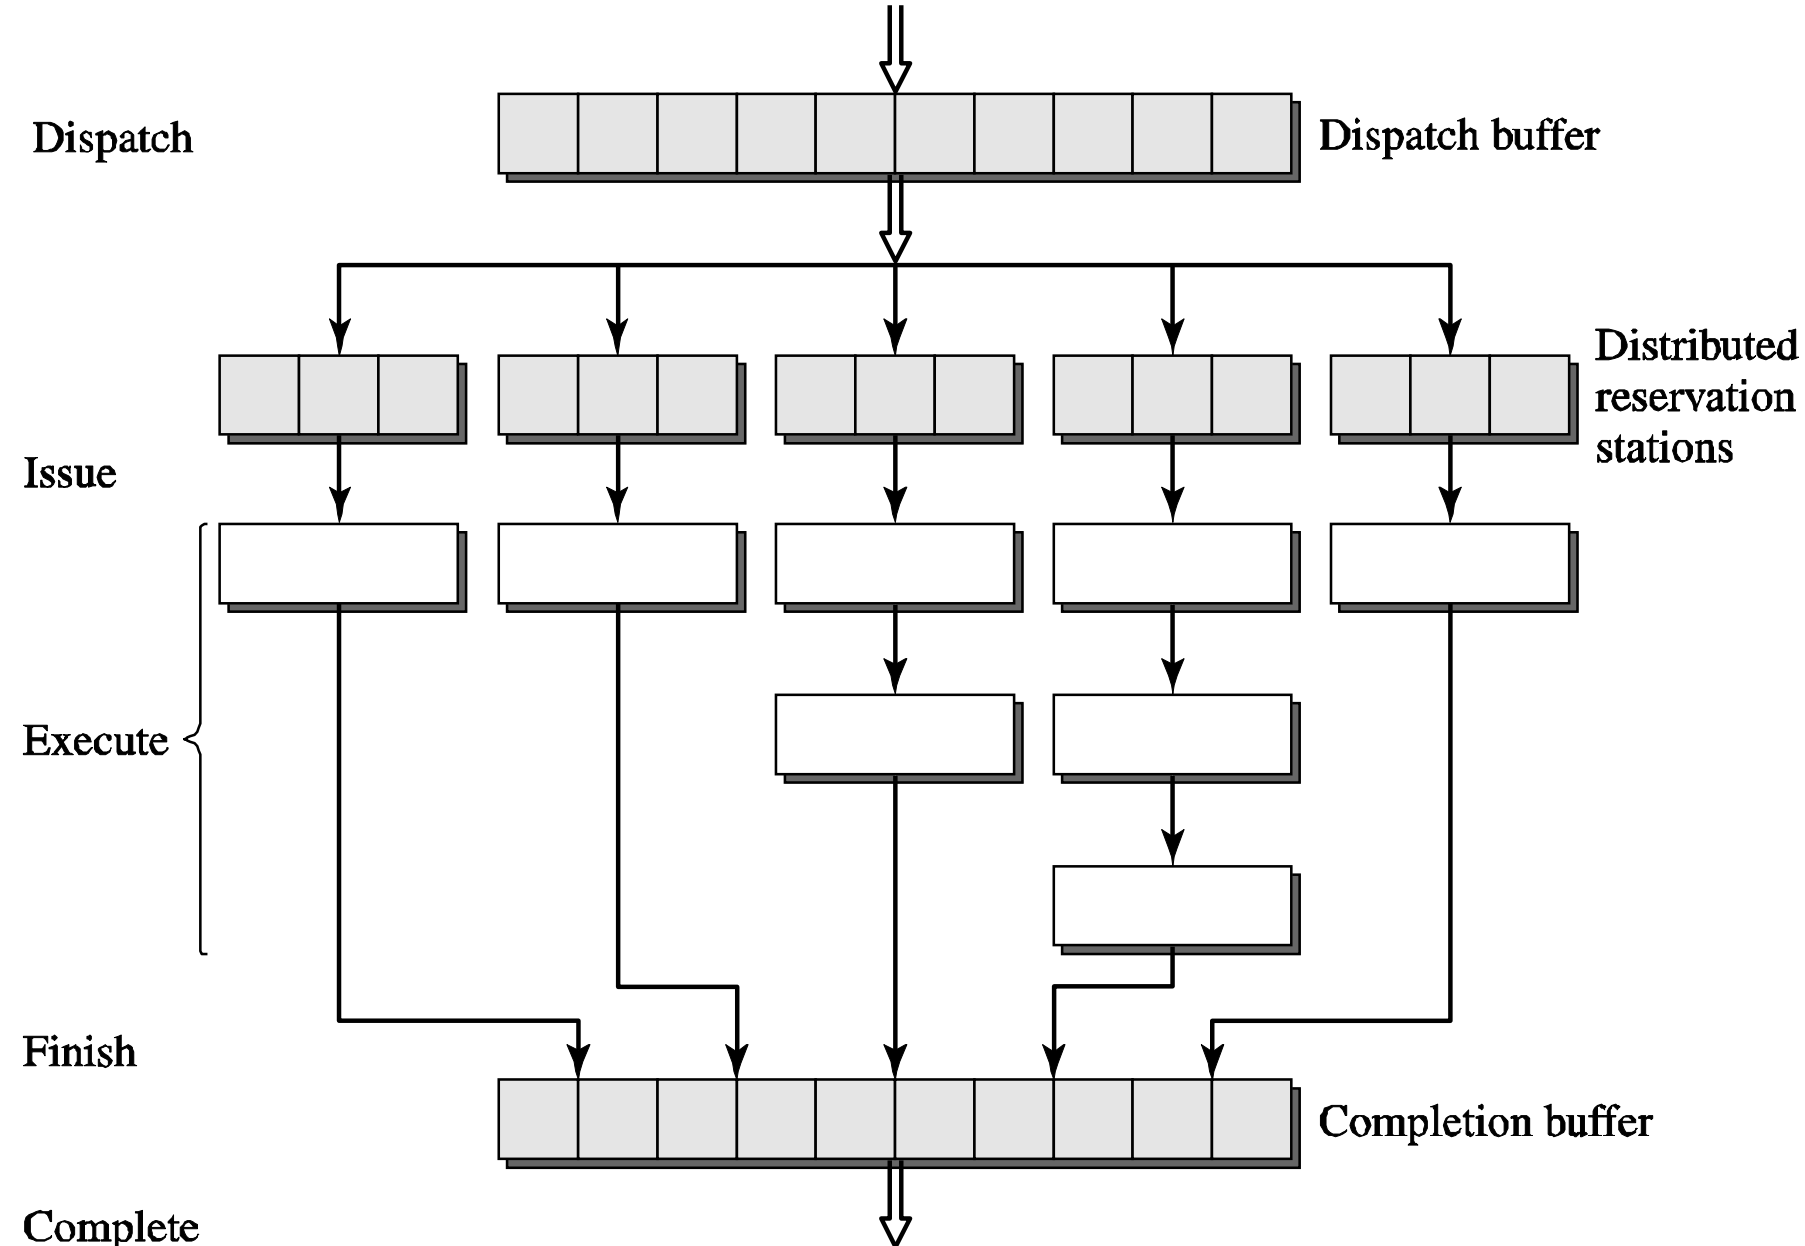 Dispatch
Dispatch buffer
Distributed
reservation
stations
Issue
Execute
Finish
Completion buffer
Complete